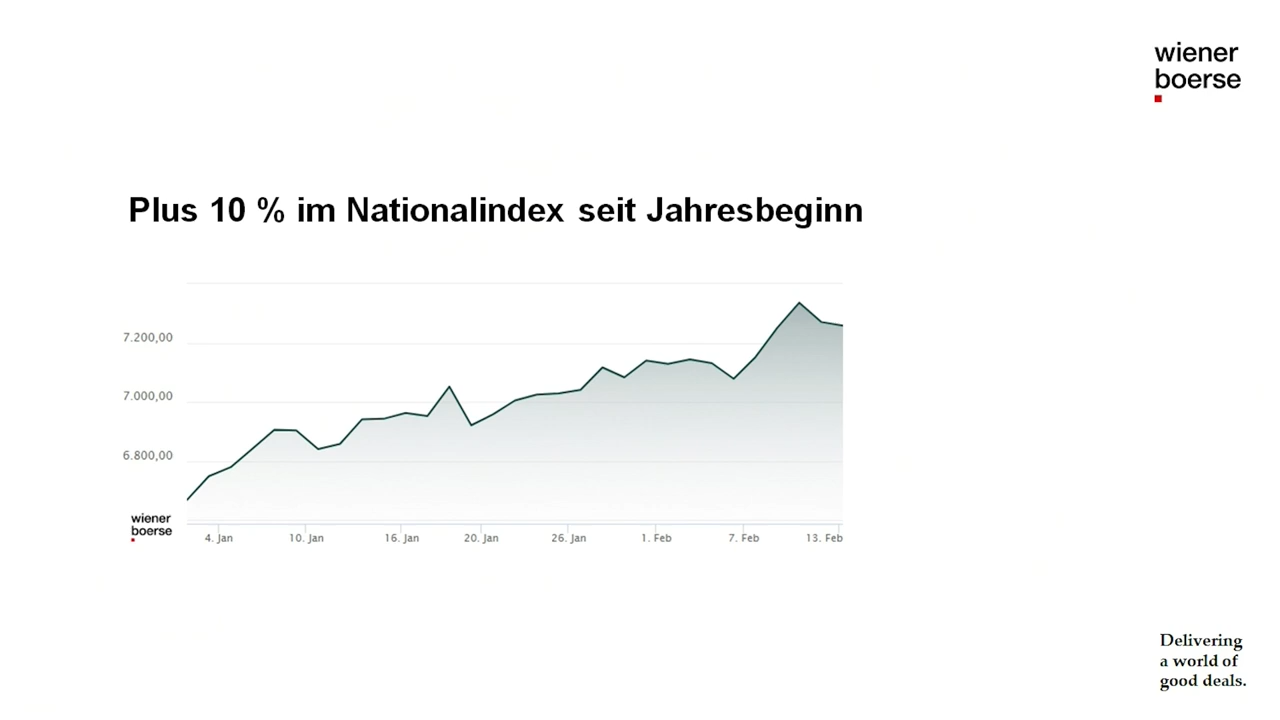 wiener
boerse
Plus 10 % im Nationalindex seit Jahresbeginn
7.200,00
7.000,00
6.800,00
wiener
boerse
4. Jan 10. Jan 16. Jan 20. Jan 26. Jan 1. Feb 7. Feb 13. Feb
Delivering
a world of
good deals.